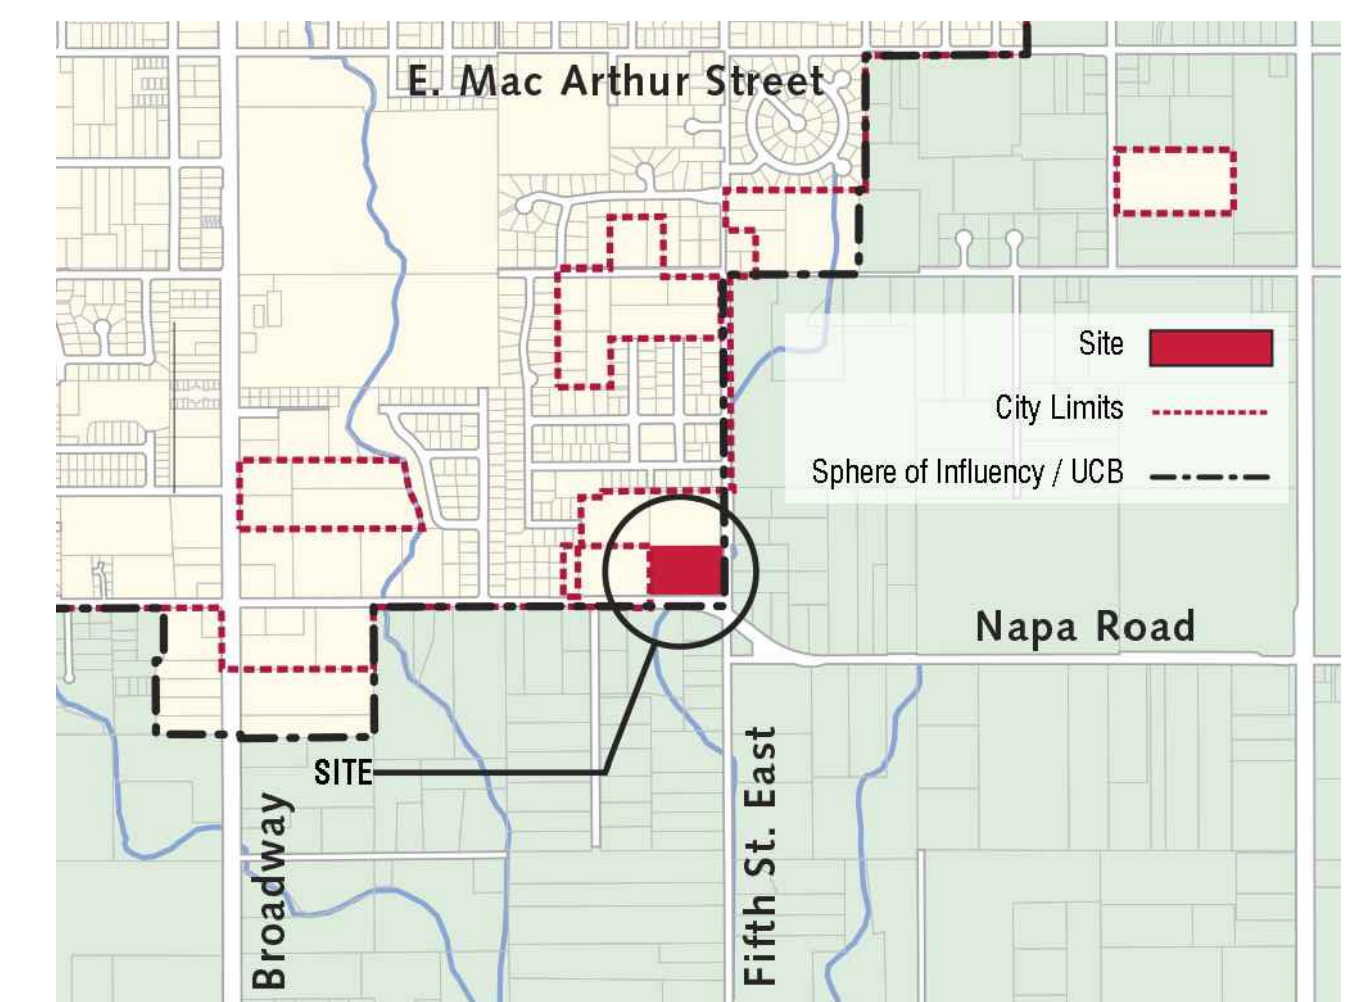 E. Mac Arthur Street
Site
City Limits
Sphere of Influency / UCB
Napa Road
SITE
Broadway
Fifth St. East